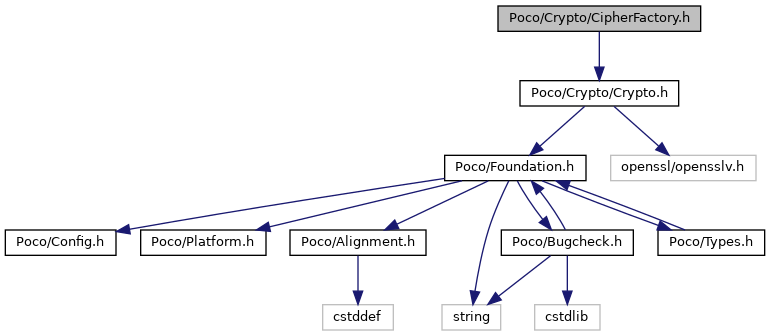 Poco/Crypto/CipherFactory.h
Poco/Crypto/Crypto.h
Poco/Foundation.h
openssl/opensslv.h
Poco/Config.h
Poco/Platform.h
Poco/Alignment.h
Poco/Bugcheck.h
Poco/Types.h
cstddef
string
cstdlib